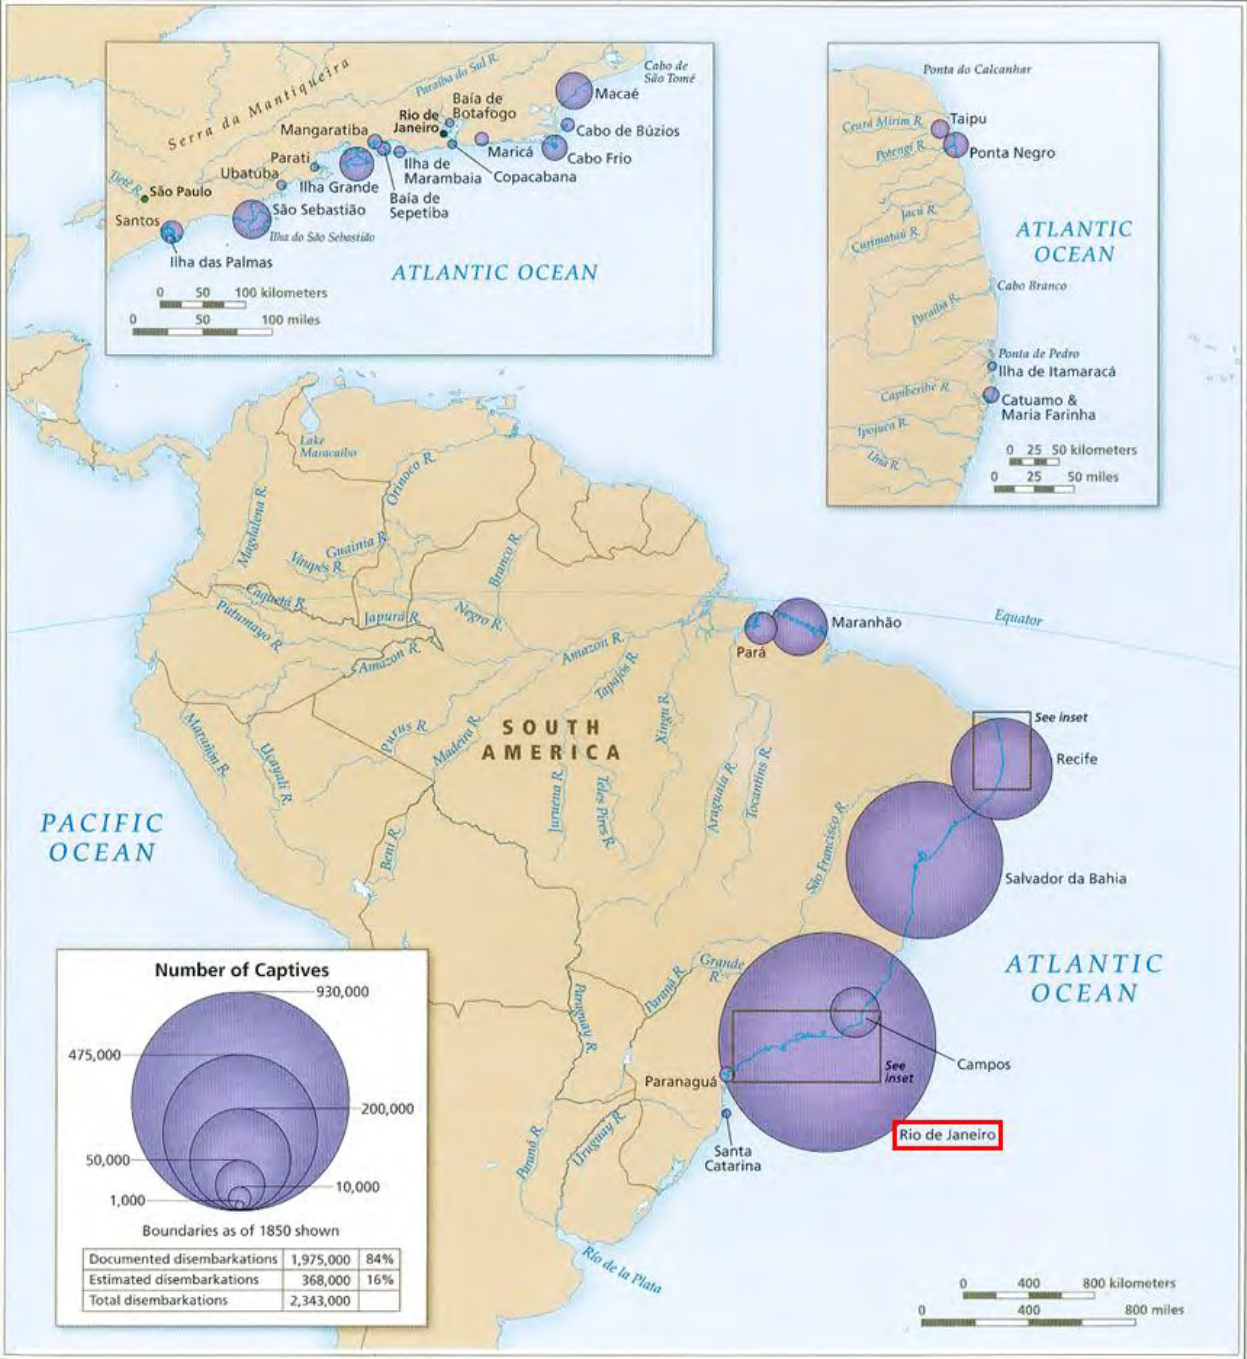 Cabo de
São Tomé
Serra da Mantiqueira
Paraíba do Sul R.
Macaé
Baía de
Botafogo
Rio de
Janeiro
Cabo de Búzios
Mangaratiba
Maricá
Cabo Frio
Parati
Ilha de
Marambaia
Copacabana
Ubatúba
Ilha Grande
Baía de
Sepetiba
Tietê R.
São Paulo
São Sebastião
Santos
Ilha do São Sebastião
Ilha das Palmas
ATLANTIC OCEAN
0 50 100 kilometers
0 50 100 miles
Ponta do Calcanhar
Ceará Mirim R.
Taipu
Potengi R.
Ponta Negro
Jacú R.
Curimataú R.
ATLANTIC
OCEAN
Cabo Branco
Paraíba R.
Ponta de Pedro
Ilha de Itamaracá
Capiberibe R.
Catuamo &
Maria Farinha
Ipojuca R.
Una R.
0 25 50 kilometers
0 25 50 miles
Lake
Maracaibo
Orinoco R.
Magdalena R.
Guainía R.
Vaupés R.
Branco R.
Caquetá R.
Putumayo R.
Japurá R.
Negro R.
Equator
Maranhão
Pará
Amazon R.
Amazon R.
Tapajós R.
Xingu R.
Marañón R.
Ucayali R.
Purus R.
Madeira R.
SOUTH
AMERICA
See inset
Recife
Juruena R.
Teles Pires R.
Araguaia R.
Tocantins R.
PACIFIC
OCEAN
Beni R.
São Francisco R.
Salvador da Bahia
Grande
R.
Paraná R.
Paraguay R.
ATLANTIC
OCEAN
Campos
See
inset
Paranaguá
Rio de Janeiro
Santa
Catarina
Paraná R.
Uruguay R.
Río de la Plata
Number of Captives
930,000
475,000
200,000
50,000
10,000
1,000
Boundaries as of 1850 shown
Documented disembarkations 1,975,000 84%
Estimated disembarkations 368,000 16%
Total disembarkations 2,343,000
0 400 800 kilometers
0 400 800 miles